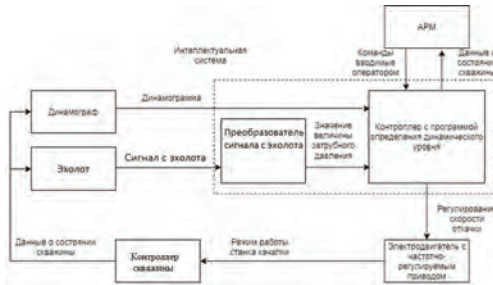 АРМ
Интеллектуальная
система
Команды
вводимые
оператором
Данные о
состоянии
скважины
Динамограф
Динамограмма
Преобразователь
сигнала с эхолота
Значение
величины
затрубного
давления
Контроллер с программой
определения динамического
уровня
Эхолот
Сигнал с эхолота
Регулирование
скорости
откачки
Данные о состоянии
скважины
Контроллер
скважины
Режим работы
станка качалки
Электродвигатель с
частотно-
регулируемым
приводом